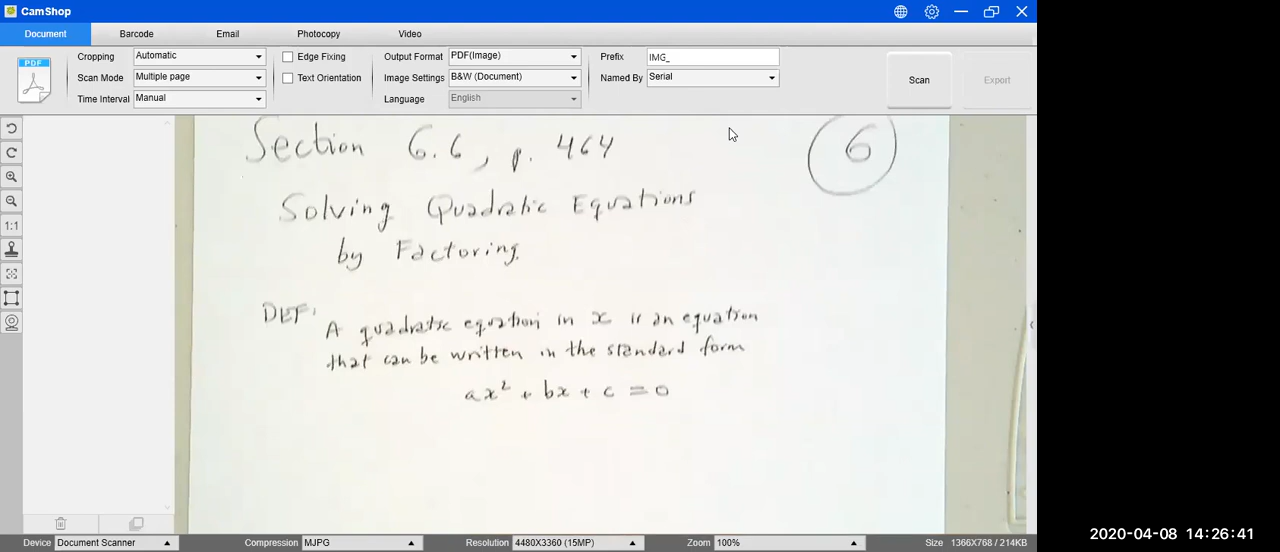 CamShop
Document Barcode Email Photocopy Video
Cropping Automatic Edge Fixing Output Format PDF(Image) Prefix IMG_
PDF Scan Mode Multiple page Text Orientation Image Settings B&W (Document) Named By Serial Scan Export
Time Interval Manual Language English
1:1
Section 6.6, p. 464 6
Solving Quadratic Equations
by Factoring.
DEF: A quadratic equation in x is an equation
that can be written in the standard form
ax² + bx + c = 0
Device Document Scanner Compression MJPG Resolution 4480X3360 (15MP) Zoom 100% Size 1366X768 / 214KB
2020-04-08 14:26:41